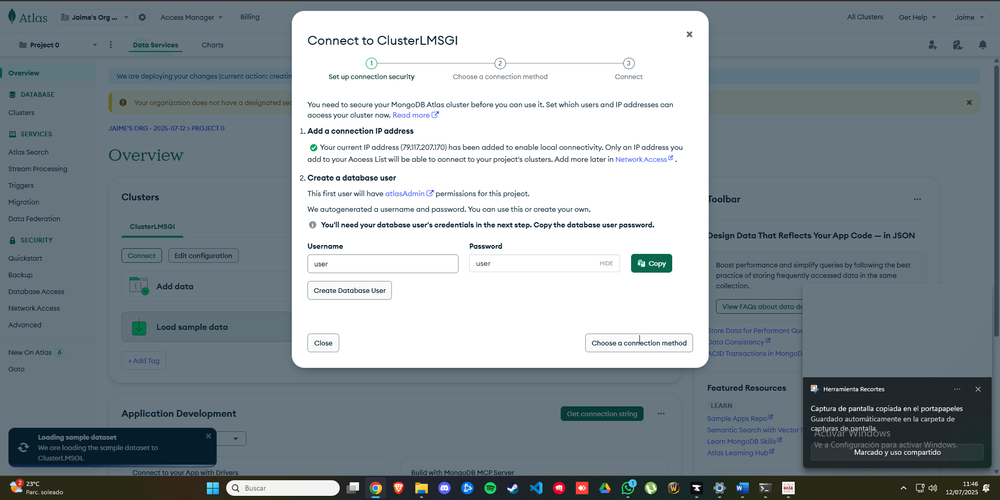 Atlas
Jaime's Org ...
Access Manager
Billing
All Clusters
Get Help
Jaime
Project 0
Data Services
Charts
Overview
DATABASE
Clusters
SERVICES
Atlas Search
Stream Processing
Triggers
Migration
Data Federation
SECURITY
Quickstart
Backup
Database Access
Network Access
Advanced
New On Atlas 6
Goto
We are deploying your changes (current action: creatin
Your organization does not have a designated sec
JAIME'S ORG - 2025-07-12 > PROJECT 0
Overview
Clusters
ClusterLMSGI
Connect
Edit configuration
Add data
Load sample data
+ Add Tag
Application Development
Get connection string
Connect to your App with Drivers
Build with MongoDB MCP Server
Loading sample dataset
We are loading the sample dataset to
ClusterLMSGI.
Connect to ClusterLMSGI
1
2
3
Set up connection security
Choose a connection method
Connect
You need to secure your MongoDB Atlas cluster before you can use it. Set which users and IP addresses can
access your cluster now. Read more
1. Add a connection IP address
Your current IP address (79.117.207.170) has been added to enable local connectivity. Only an IP address you
add to your Access List will be able to connect to your project's clusters. Add more later in Network Access .
2. Create a database user
This first user will have atlasAdmin permissions for this project.
We autogenerated a username and password. You can use this or create your own.
You'll need your database user's credentials in the next step. Copy the database user password.
Username
Password
user
user
HIDE
Copy
Create Database User
Close
Choose a connection method
Toolbar
Design Data That Reflects Your App Code — in JSON
Boost performance and simplify queries by following the best
practice of storing frequently accessed data in the same
collection.
View FAQs about data de
Store Data for Performant Que
Data Consistency
ACID Transactions in MongoD
Featured Resources
LEARN
Sample Apps Repo
Semantic Search with Vector S
Learn MongoDB Skills
Atlas Learning Hub
Herramienta Recortes
Captura de pantalla copiada en el portapapeles
Guardado automáticamente en la carpeta de
capturas de pantalla.
Activar Windows
Ve a Configuración para activar Windows.
Marcado y uso compartido
2
23°C
Parc. soleado
Buscar
1
BASE
11:46
12/07/2025